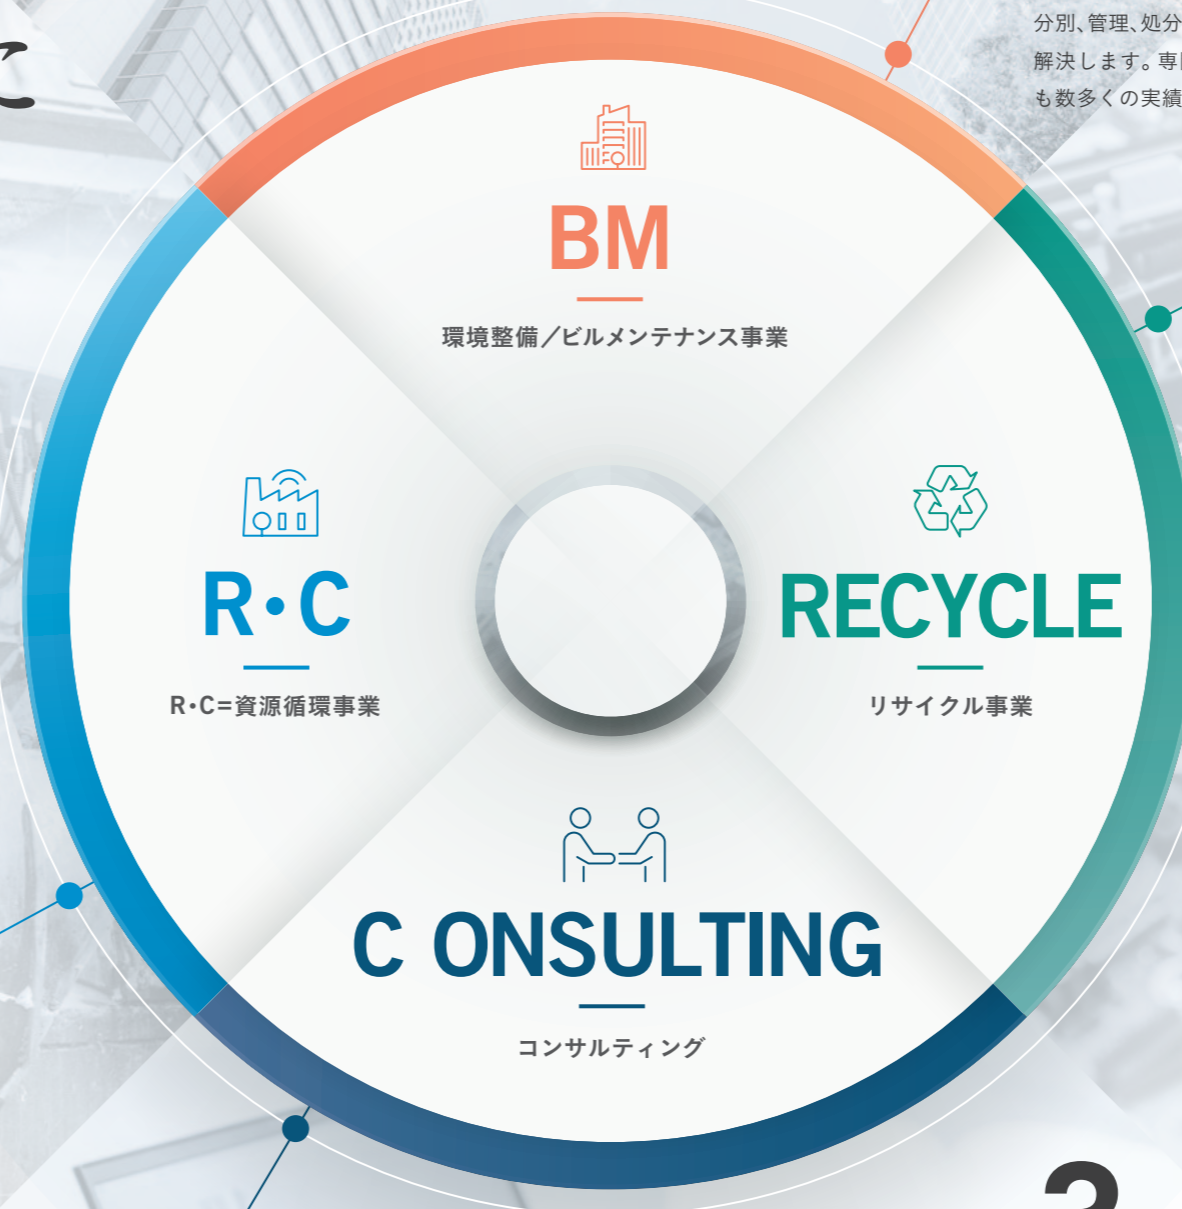 に
分別、管理、処分
解決します。専
も数多くの実績
BM
環境整備／ビルメンテナンス事業
R・C
R・C=資源循環事業
RECYCLE
リサイクル事業
C ONSULTING
コンサルティング